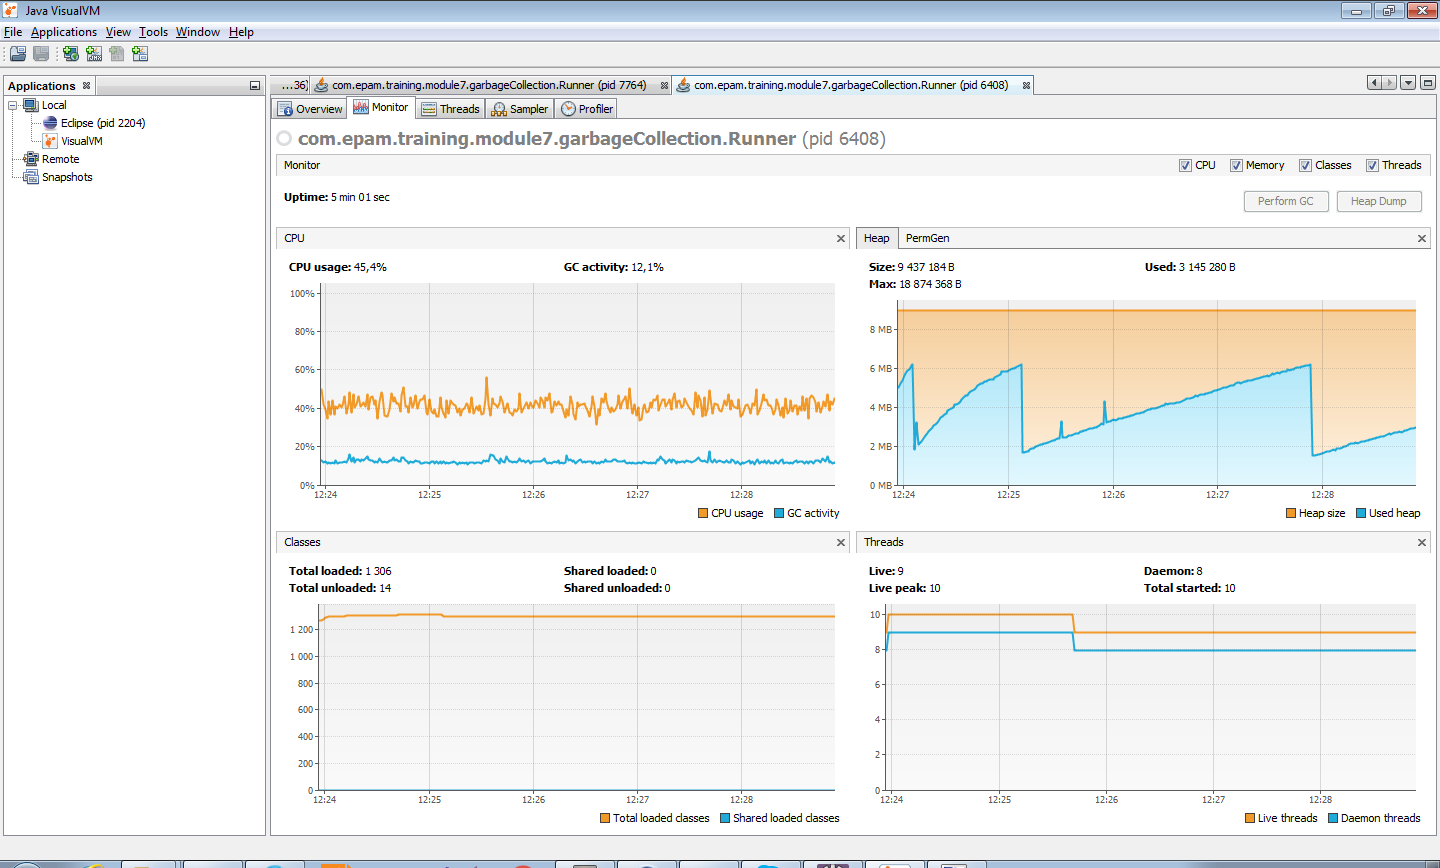 Java VisualVM
File Applications View Tools Window Help
Applications
Local
Eclipse (pid 2204)
VisualVM
Remote
Snapshots
...36] com.epam.training.module7.garbageCollection.Runner (pid 7764) com.epam.training.module7.garbageCollection.Runner (pid 6408)
Overview Monitor Threads Sampler Profiler
com.epam.training.module7.garbageCollection.Runner (pid 6408)
Monitor CPU Memory Classes Threads
Uptime: 5 min 01 sec
Perform GC Heap Dump
CPU
CPU usage: 45,4% GC activity: 12,1%
100%
80%
60%
40%
20%
0%
12:24 12:25 12:26 12:27 12:28
CPU usage GC activity
Heap PermGen
Size: 9 437 184 B Used: 3 145 280 B
Max: 18 874 368 B
8 MB
6 MB
4 MB
2 MB
0 MB
12:24 12:25 12:26 12:27 12:28
Heap size Used heap
Classes
Total loaded: 1 306 Shared loaded: 0
Total unloaded: 14 Shared unloaded: 0
1 200
1 000
800
600
400
200
0
12:24 12:25 12:26 12:27 12:28
Total loaded classes Shared loaded classes
Threads
Live: 9 Daemon: 8
Live peak: 10 Total started: 10
10
8
6
4
2
0
12:24 12:25 12:26 12:27 12:28
Live threads Daemon threads